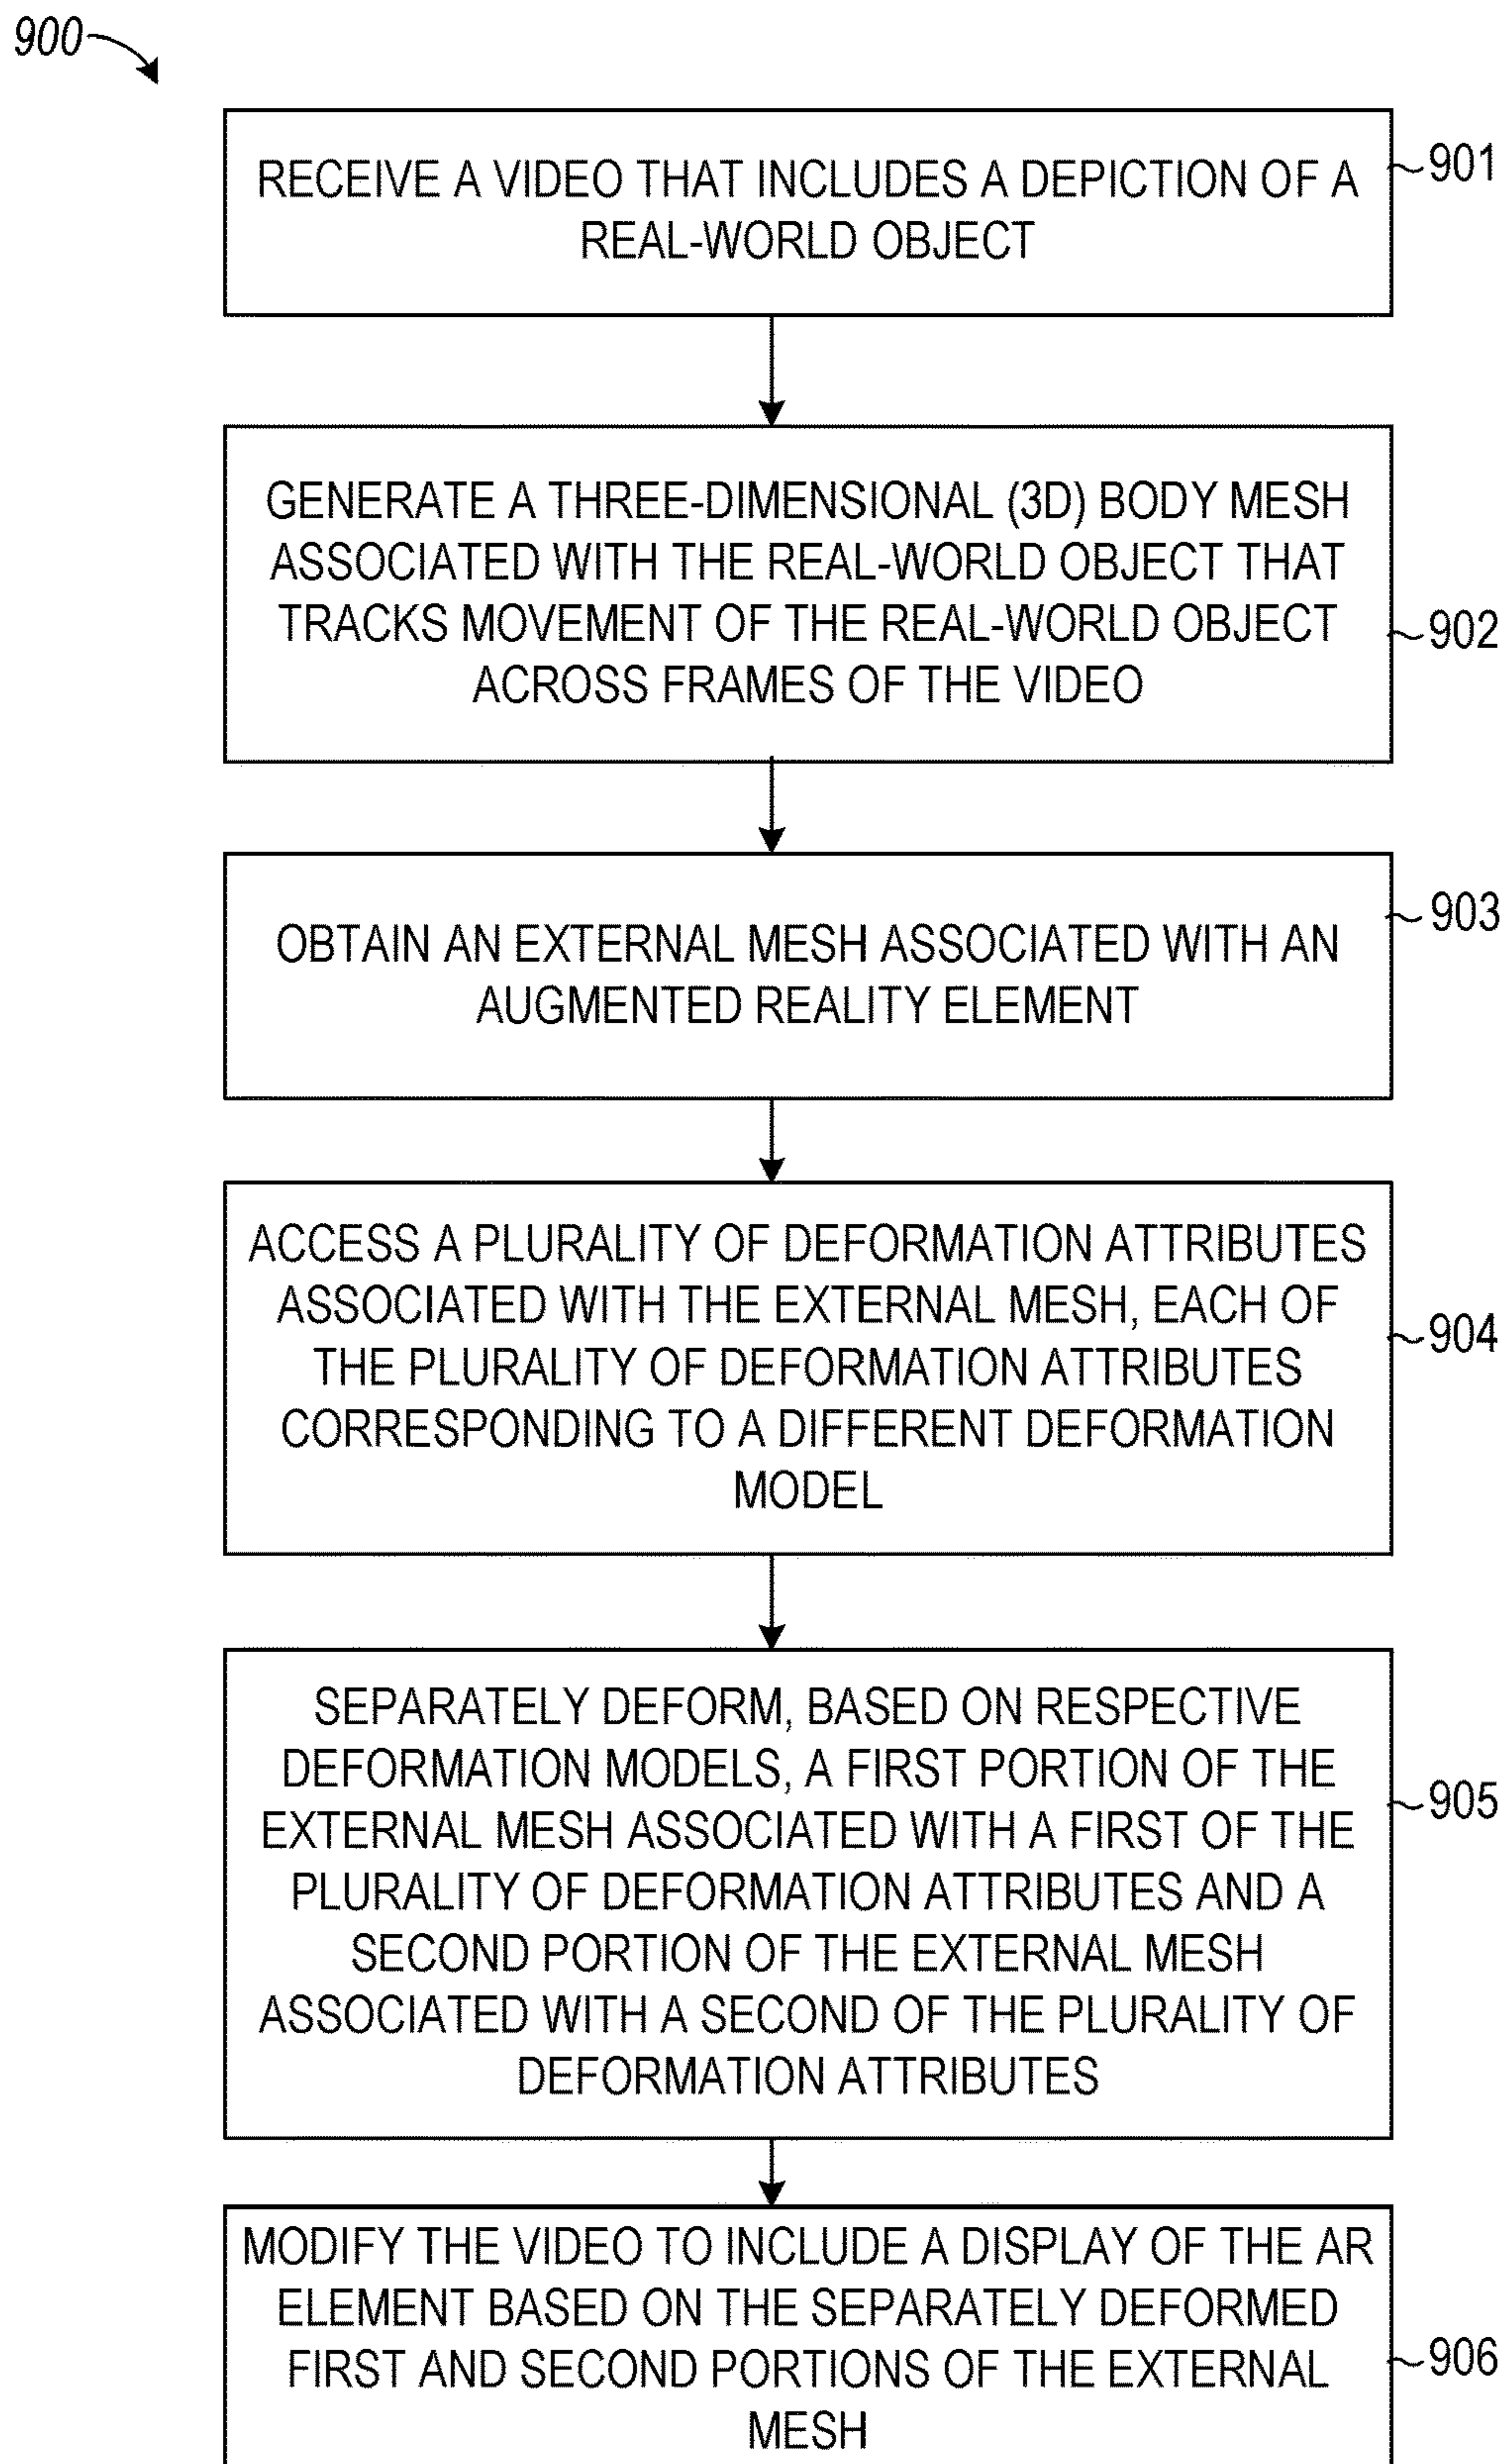 900
RECEIVE A VIDEO THAT INCLUDES A DEPICTION OF A
REAL-WORLD OBJECT
901
GENERATE A THREE-DIMENSIONAL (3D) BODY MESH
ASSOCIATED WITH THE REAL-WORLD OBJECT THAT
TRACKS MOVEMENT OF THE REAL-WORLD OBJECT
ACROSS FRAMES OF THE VIDEO
902
OBTAIN AN EXTERNAL MESH ASSOCIATED WITH AN
AUGMENTED REALITY ELEMENT
903
ACCESS A PLURALITY OF DEFORMATION ATTRIBUTES
ASSOCIATED WITH THE EXTERNAL MESH, EACH OF
THE PLURALITY OF DEFORMATION ATTRIBUTES
CORRESPONDING TO A DIFFERENT DEFORMATION
MODEL
904
SEPARATELY DEFORM, BASED ON RESPECTIVE
DEFORMATION MODELS, A FIRST PORTION OF THE
EXTERNAL MESH ASSOCIATED WITH A FIRST OF THE
PLURALITY OF DEFORMATION ATTRIBUTES AND A
SECOND PORTION OF THE EXTERNAL MESH
ASSOCIATED WITH A SECOND OF THE PLURALITY OF
DEFORMATION ATTRIBUTES
905
MODIFY THE VIDEO TO INCLUDE A DISPLAY OF THE AR
ELEMENT BASED ON THE SEPARATELY DEFORMED
FIRST AND SECOND PORTIONS OF THE EXTERNAL
MESH
906